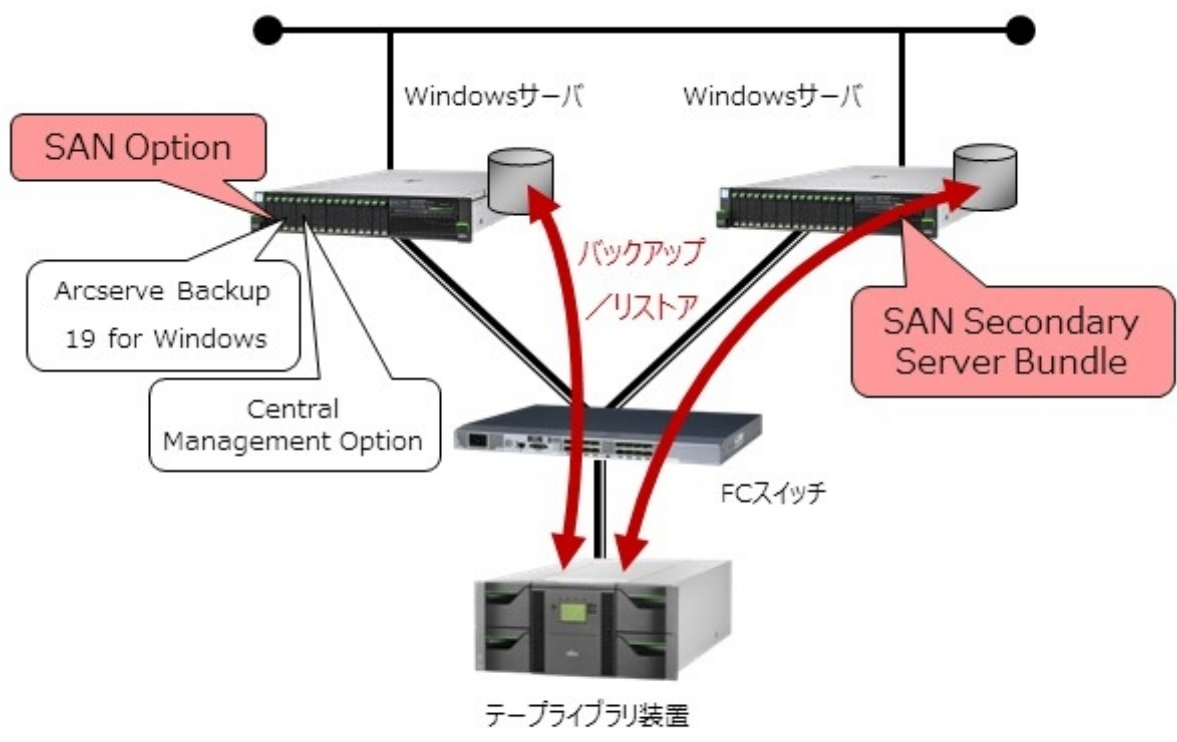 Windowsサーバ
Windowsサーバ
SAN Option
Arcserve Backup
19 for Windows
Central
Management Option
バックアップ
／リストア
SAN Secondary
Server Bundle
FCスイッチ
テープライブラリ装置